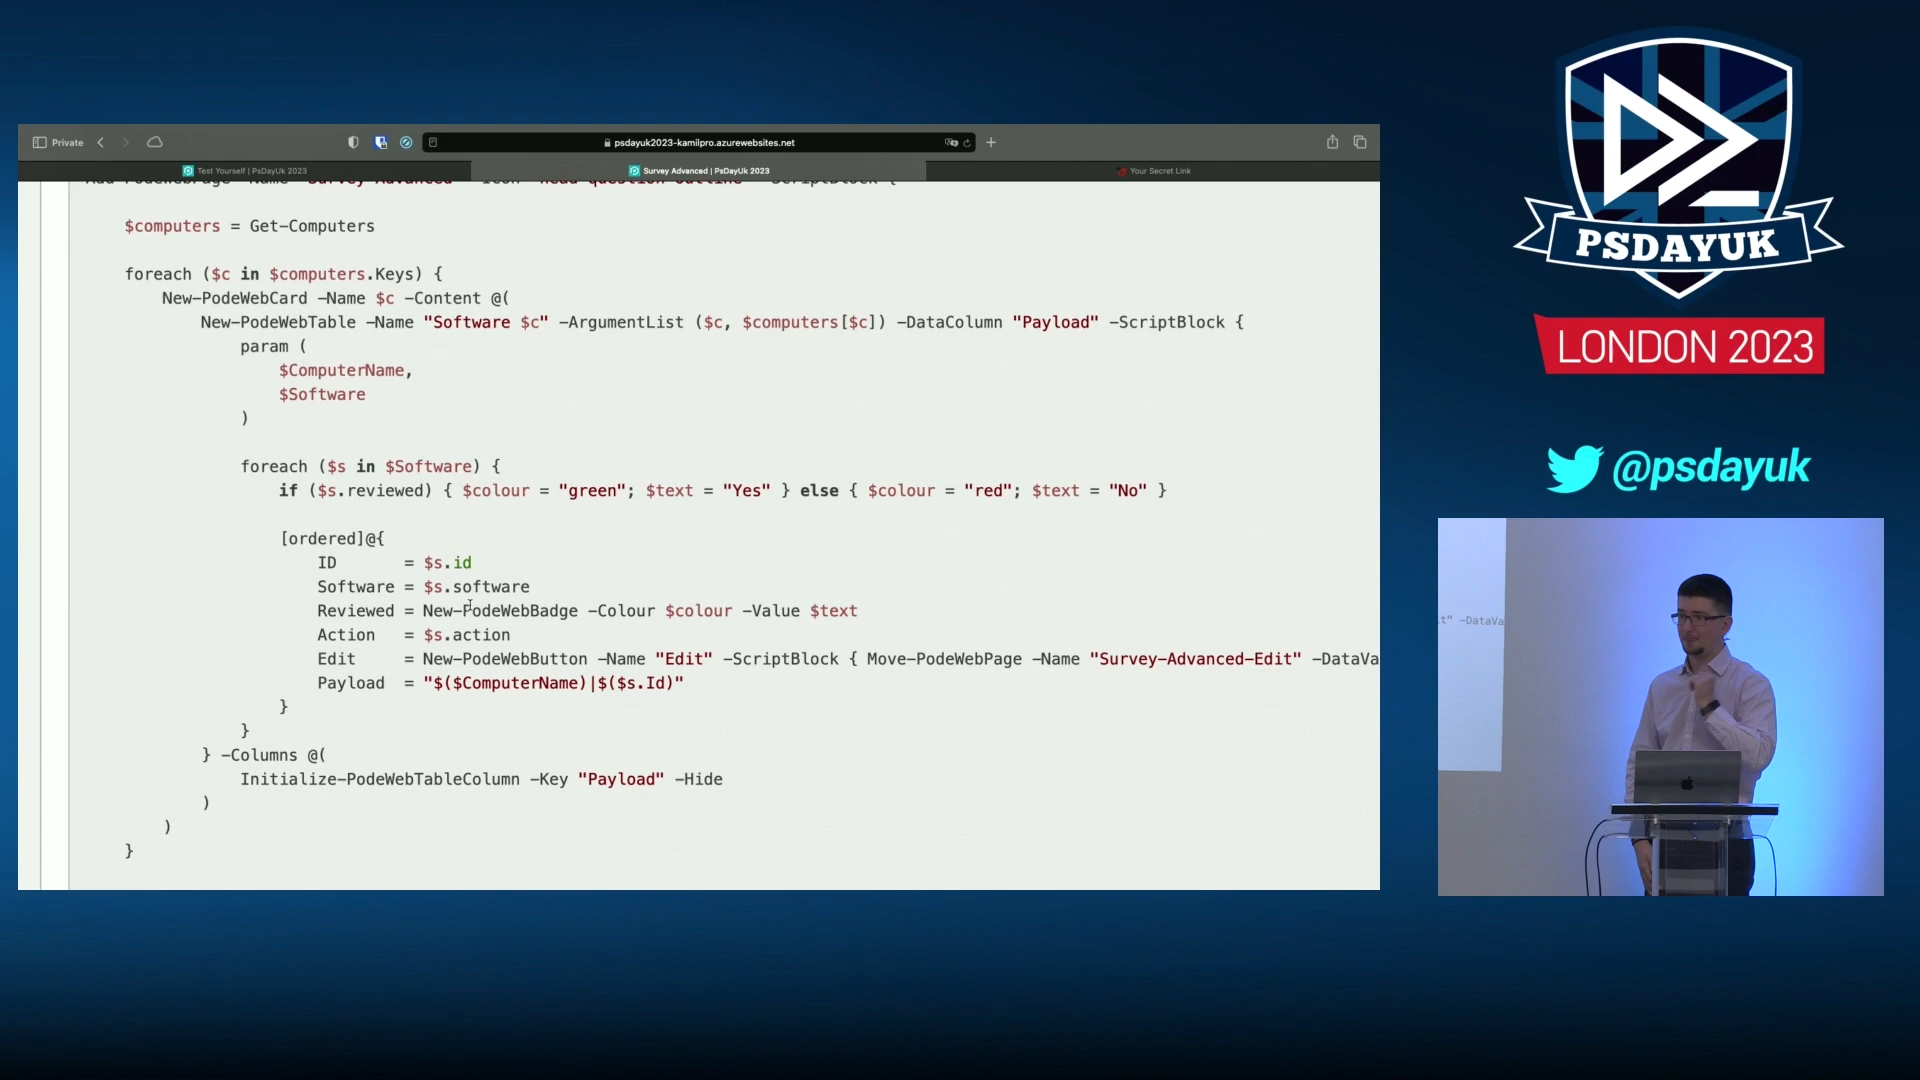 Private
psdayuk2023-kamilpro.azurewebsites.net
Test Yourself | PsDayUk 2023
Survey Advanced | PsDayUk 2023
Your Secret Link
$computers = Get-Computers
foreach ($c in $computers.Keys) {
New-PodeWebCard -Name $c -Content @(
New-PodeWebTable -Name "Software $c" -ArgumentList ($c, $computers[$c]) -DataColumn "Payload" -ScriptBlock {
param (
$ComputerName,
$Software
)
foreach ($s in $Software) {
if ($s.reviewed) { $colour = "green"; $text = "Yes" } else { $colour = "red"; $text = "No" }
[ordered]@{
ID = $s.id
Software = $s.software
Reviewed = New-PodeWebBadge -Colour $colour -Value $text
Action = $s.action
Edit = New-PodeWebButton -Name "Edit" -ScriptBlock { Move-PodeWebPage -Name "Survey-Advanced-Edit" -DataVa
Payload = "$($ComputerName)|$($s.Id)"
}
}
} -Columns @(
Initialize-PodeWebTableColumn -Key "Payload" -Hide
)
)
}
PSDAYUK
LONDON 2023
@psdayuk
t" -DataVa